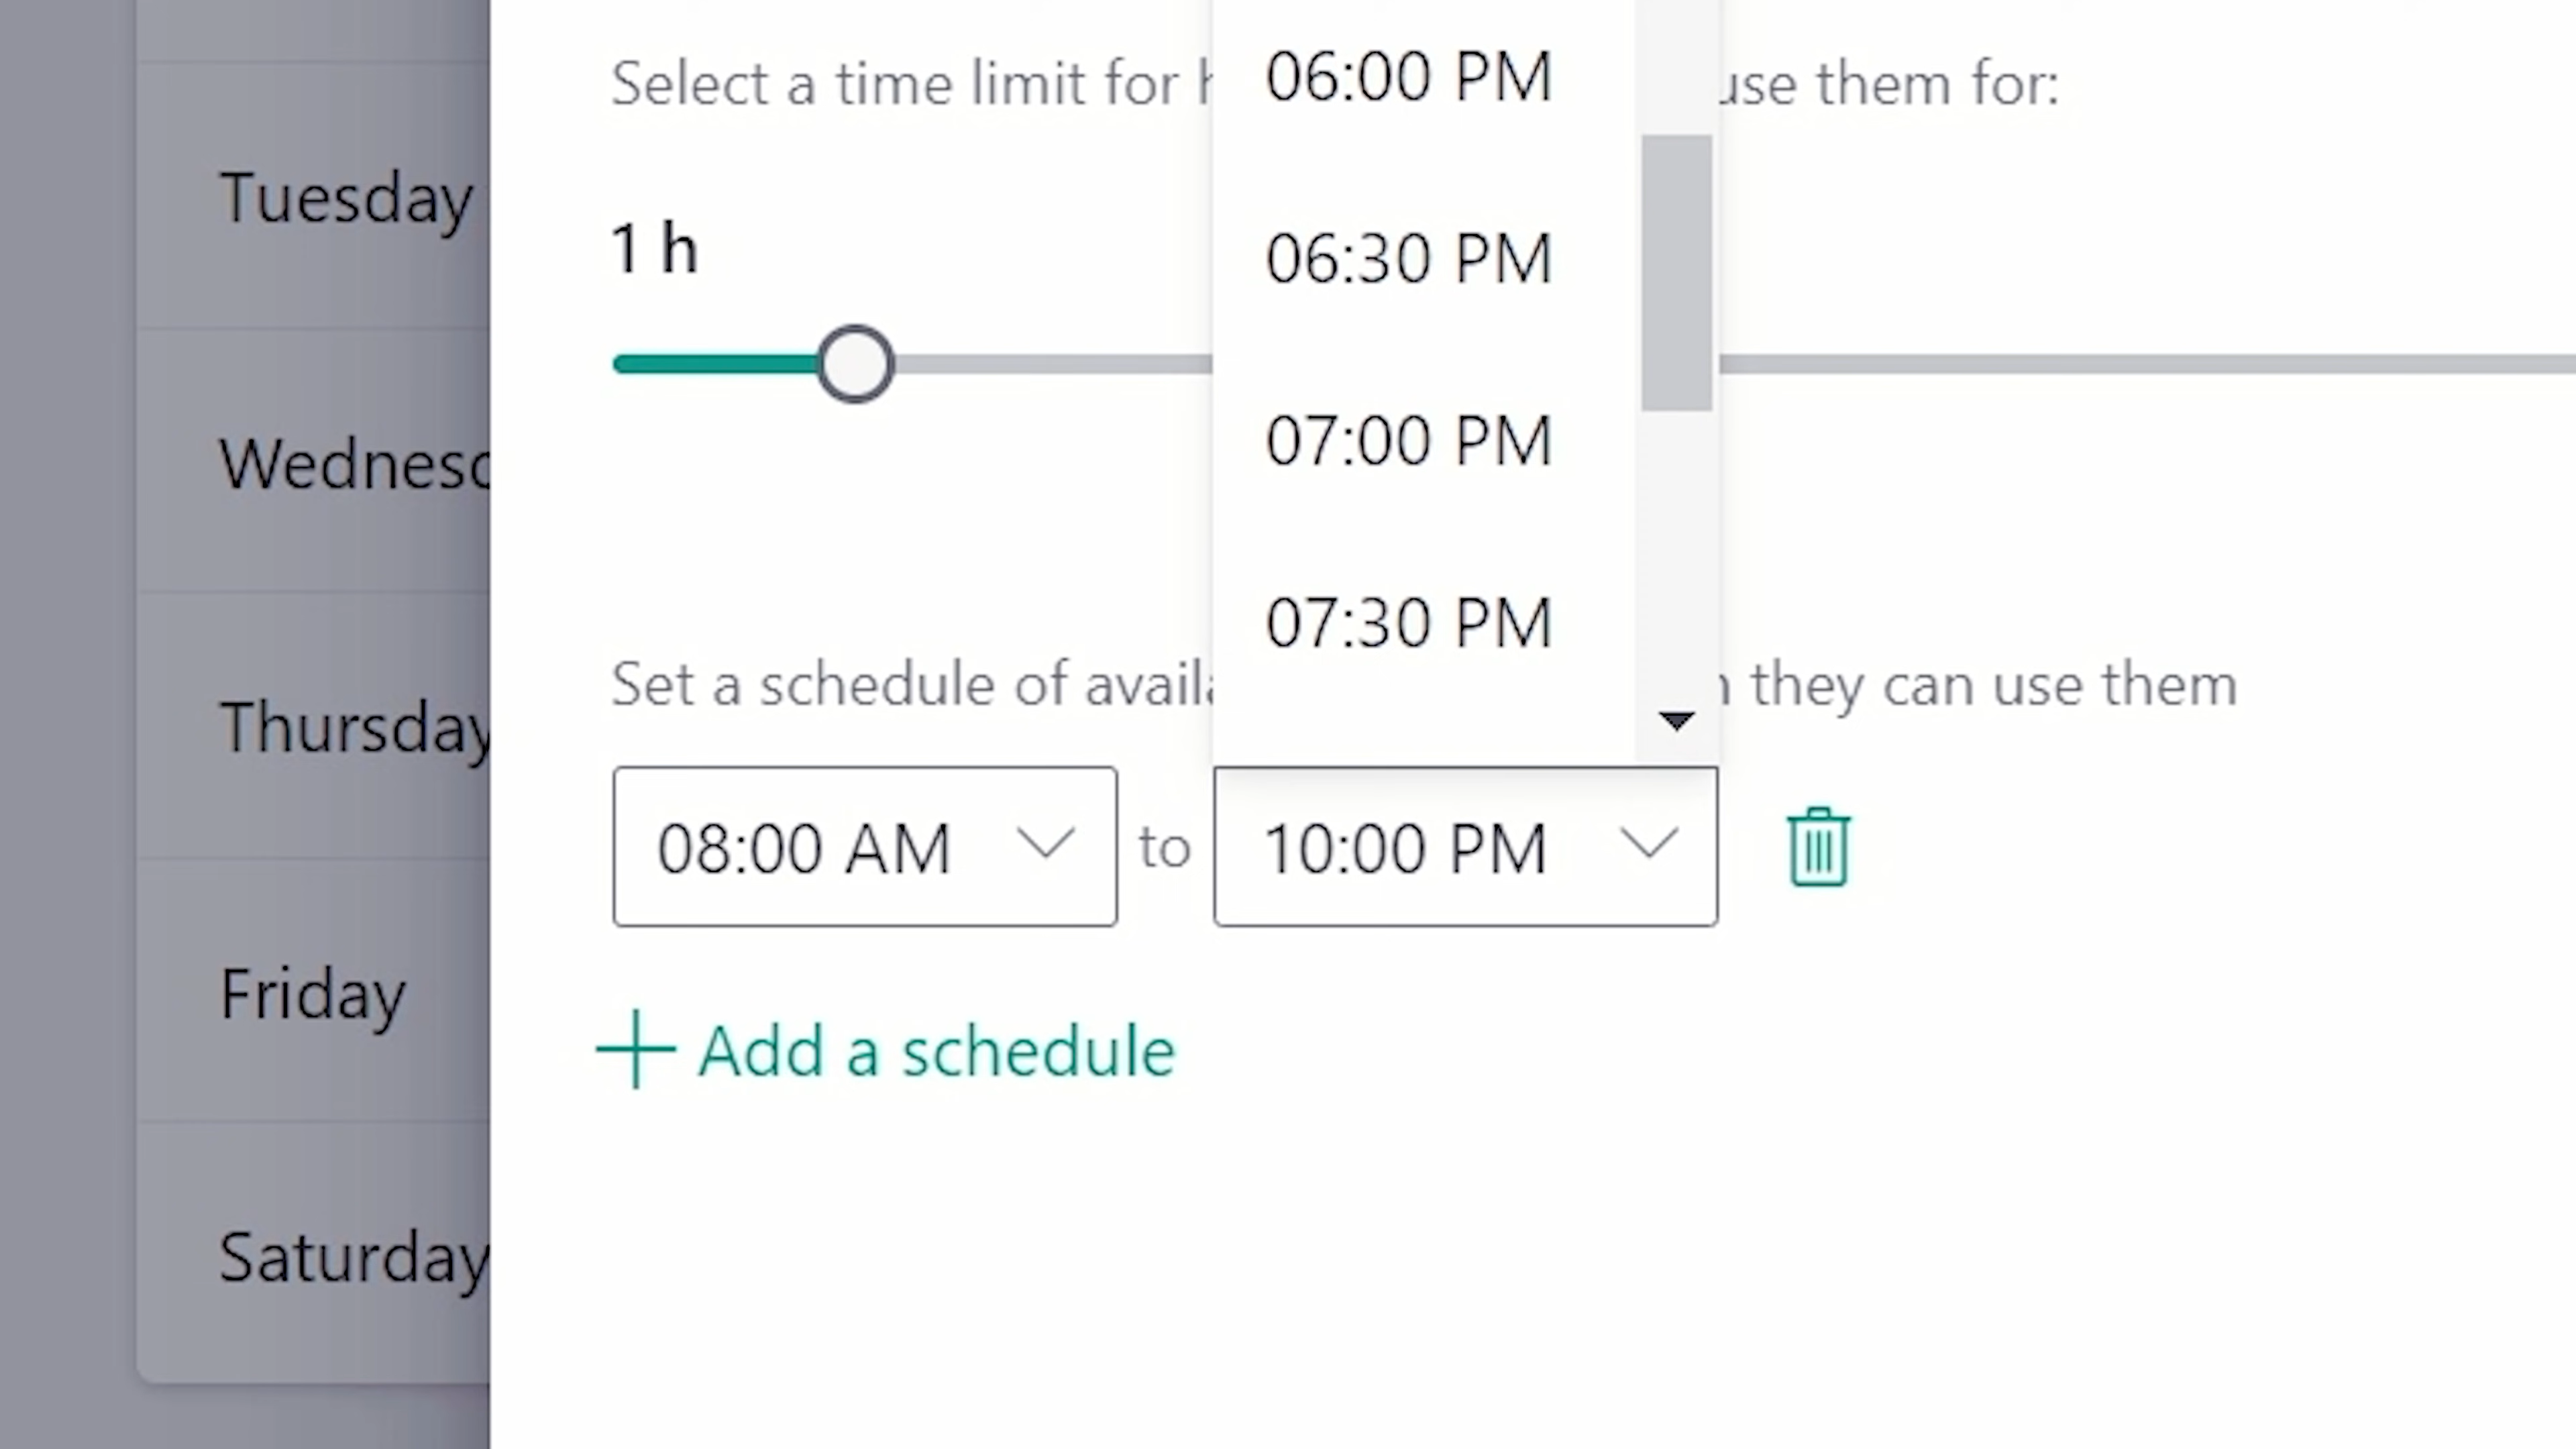 Select a time limit for
use them for:
06:00 PM
Tuesday
1 h
06:30 PM
07:00 PM
07:30 PM
Thursday
Set a schedule of
they can use them
08:00 AM to 10:00 PM
Friday
Add a schedule
Saturday